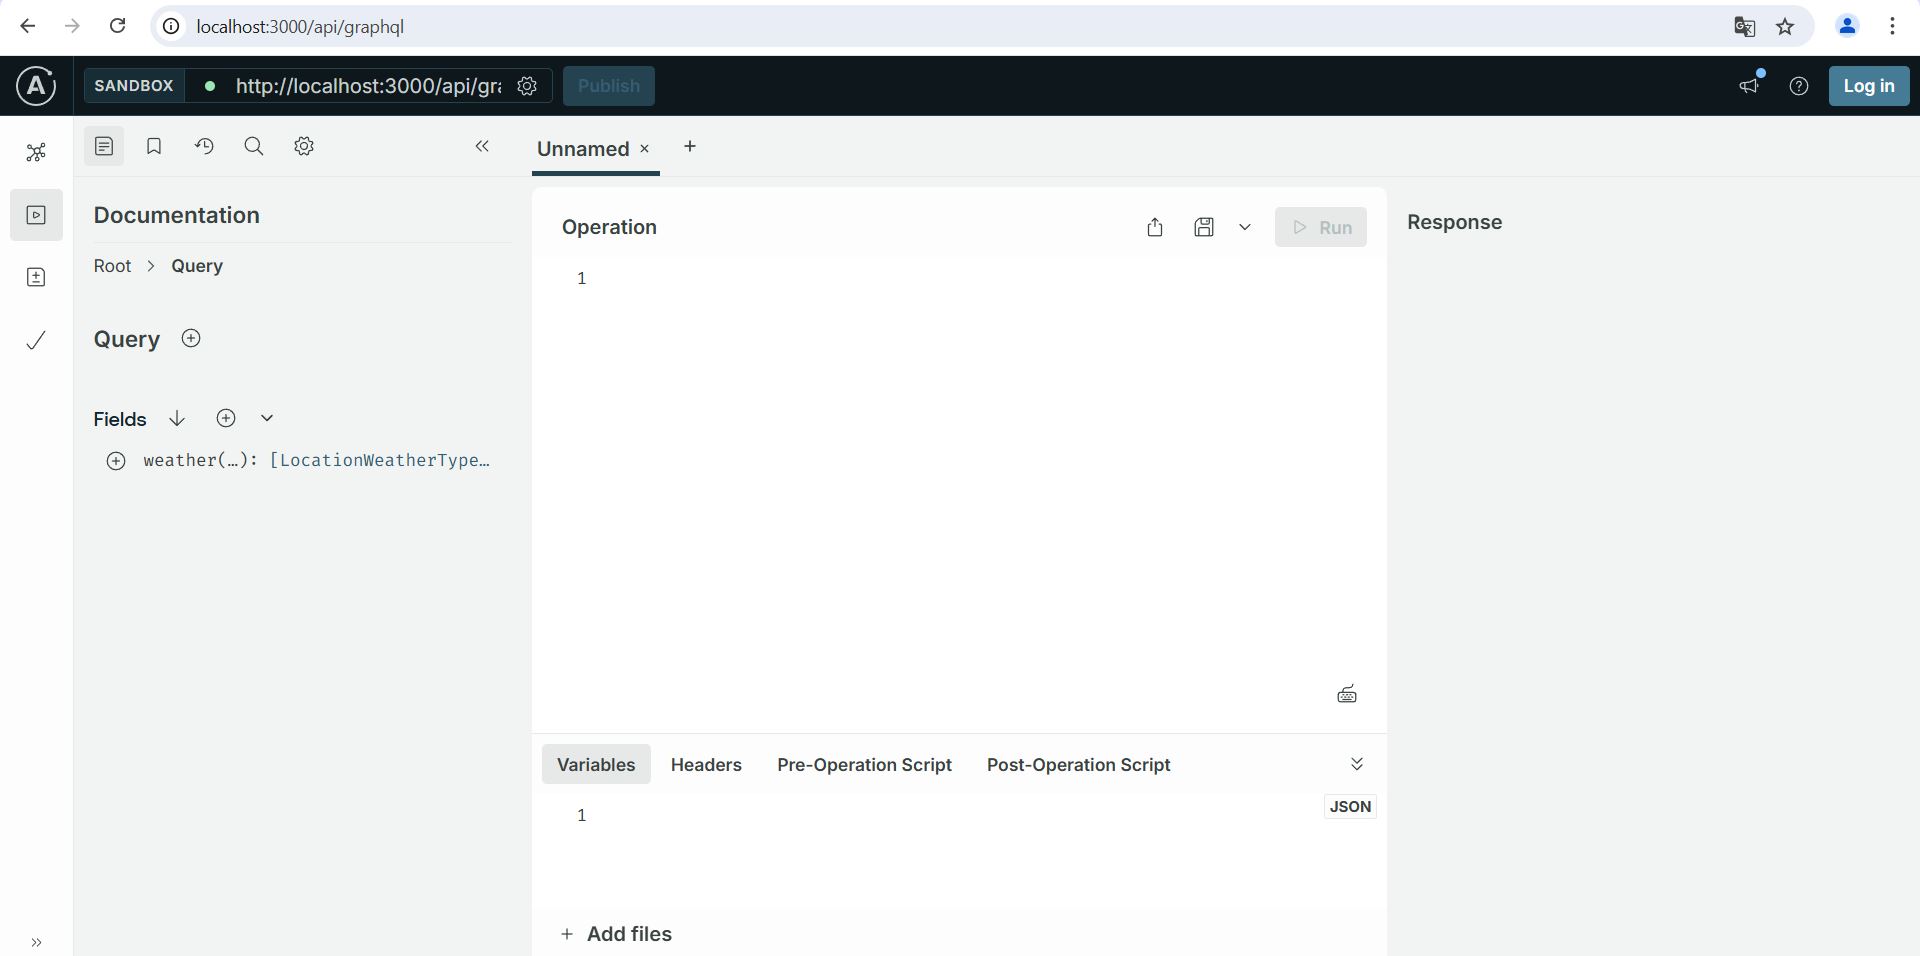 localhost:3000/api/graphql
SANDBOX http://localhost:3000/api/gra Publish Log in
Unnamed
Documentation
Root > Query
Query
Fields
weather(…): [LocationWeatherType…
Operation
Run
1
Variables Headers Pre-Operation Script Post-Operation Script
1
JSON
+ Add files
Response